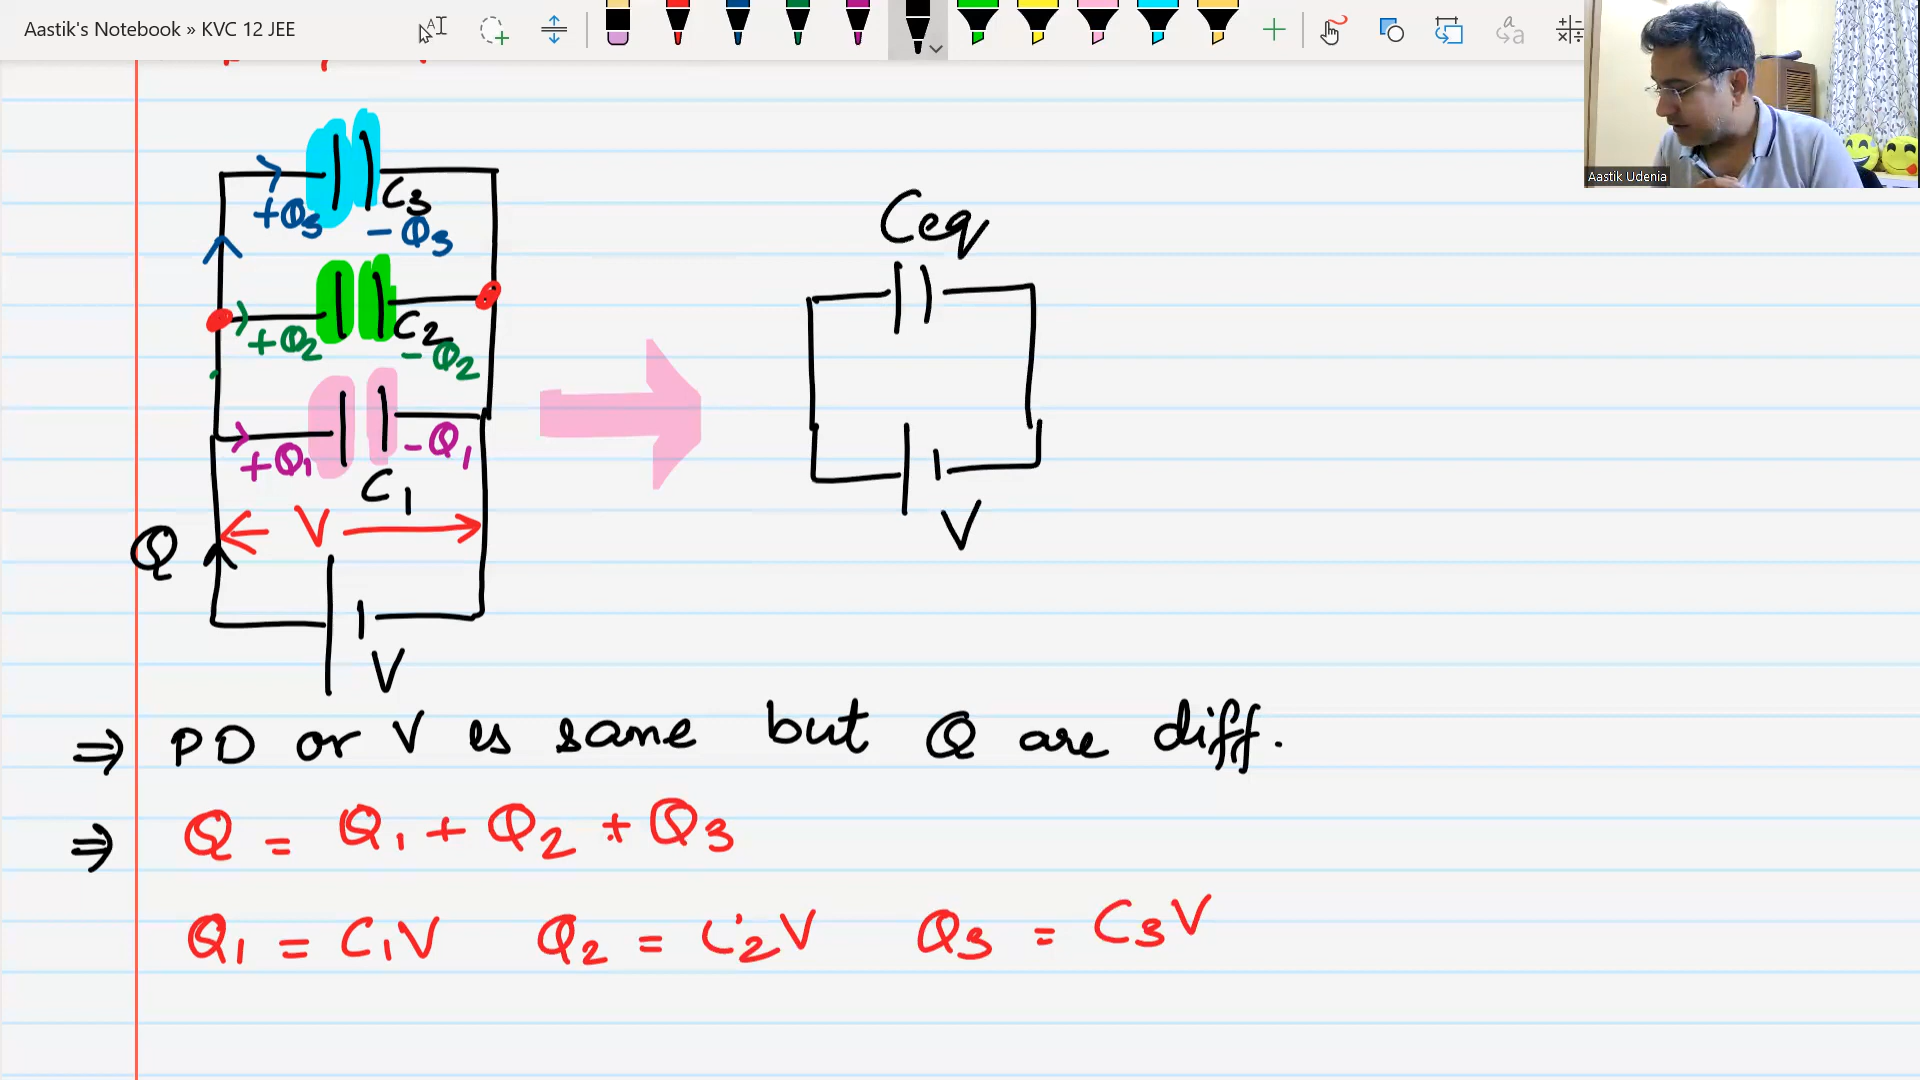 Aastik's Notebook » KVC 12 JEE
Aastik Udenia
C3
+Q3
-Q3
C2
+Q2
-Q2
+Q1
-Q1
C1
V
Q
V
Ceq
V
⇒ PD or V is same but Q are diff.
⇒ Q = Q1 + Q2 + Q3
Q1 = C1V Q2 = C2V Q3 = C3V